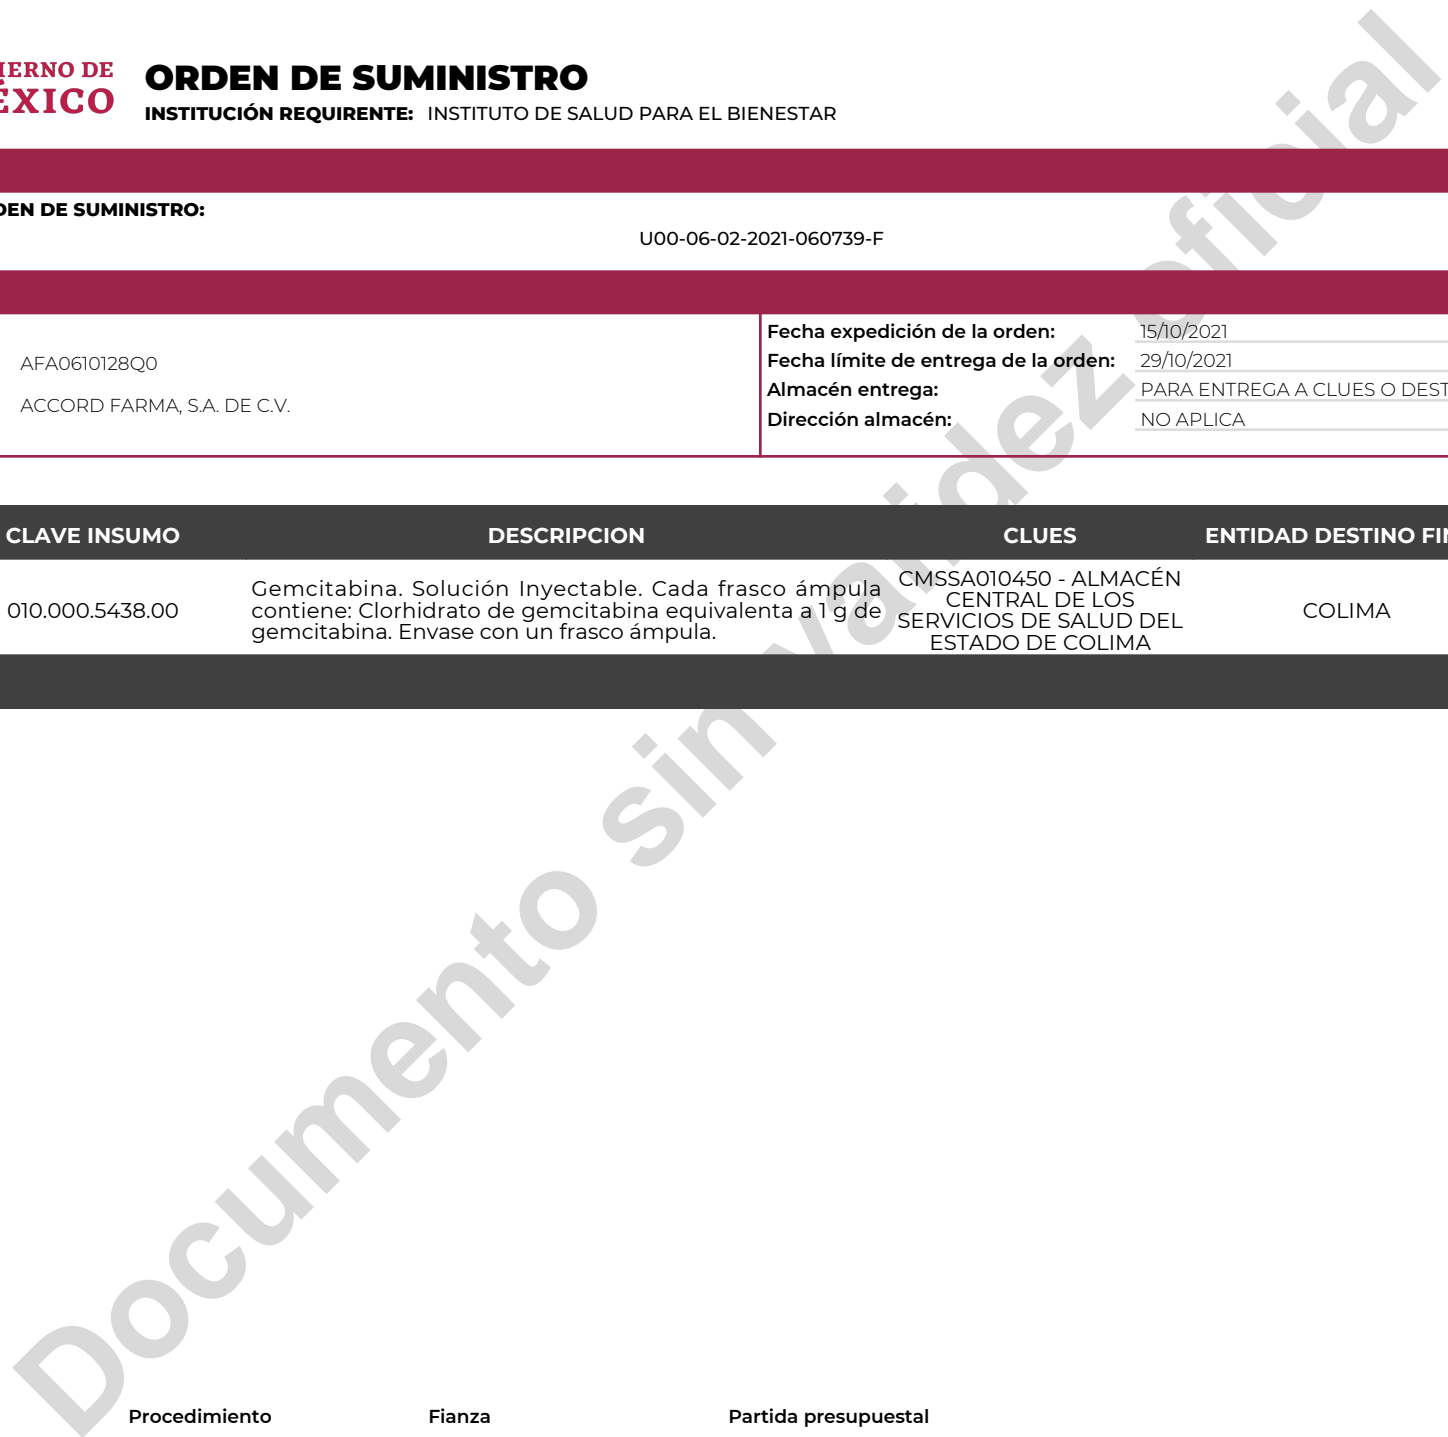 IERNO DE
ÉXICO
ORDEN DE SUMINISTRO
INSTITUCIÓN REQUIRENTE: INSTITUTO DE SALUD PARA EL BIENESTAR
DEN DE SUMINISTRO:
U00-06-02-2021-060739-F
AFA0610128Q0
ACCORD FARMA, S.A. DE C.V.
Fecha expedición de la orden: 15/10/2021
Fecha límite de entrega de la orden: 29/10/2021
Almacén entrega: PARA ENTREGA A CLUES O DEST
Dirección almacén: NO APLICA
CLAVE INSUMO DESCRIPCION CLUES ENTIDAD DESTINO FIN
010.000.5438.00
Gemcitabina. Solución Inyectable. Cada frasco ámpula
contiene: Clorhidrato de gemcitabina equivalenta a 1 g de
gemcitabina. Envase con un frasco ámpula.
CMSSA010450 - ALMACÉN
CENTRAL DE LOS
SERVICIOS DE SALUD DEL
ESTADO DE COLIMA
COLIMA
Documento sin validez oficial
Procedimiento Fianza Partida presupuestal